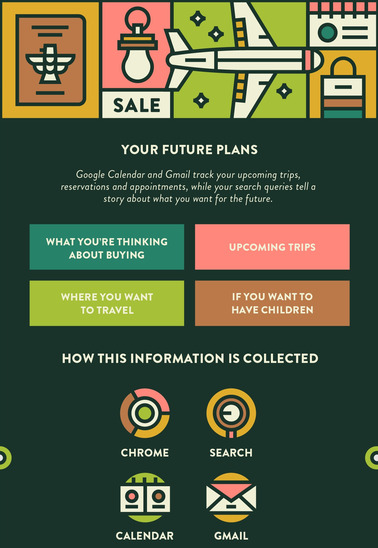 SALE
YOUR FUTURE PLANS
Google Calendar and Gmail track your upcoming trips,
reservations and appointments, while your search queries tell a
story about what you want for the future.
WHAT YOU'RE THINKING
ABOUT BUYING
UPCOMING TRIPS
WHERE YOU WANT
TO TRAVEL
IF YOU WANT TO
HAVE CHILDREN
HOW THIS INFORMATION IS COLLECTED
CHROME
SEARCH
CALENDAR
GMAIL